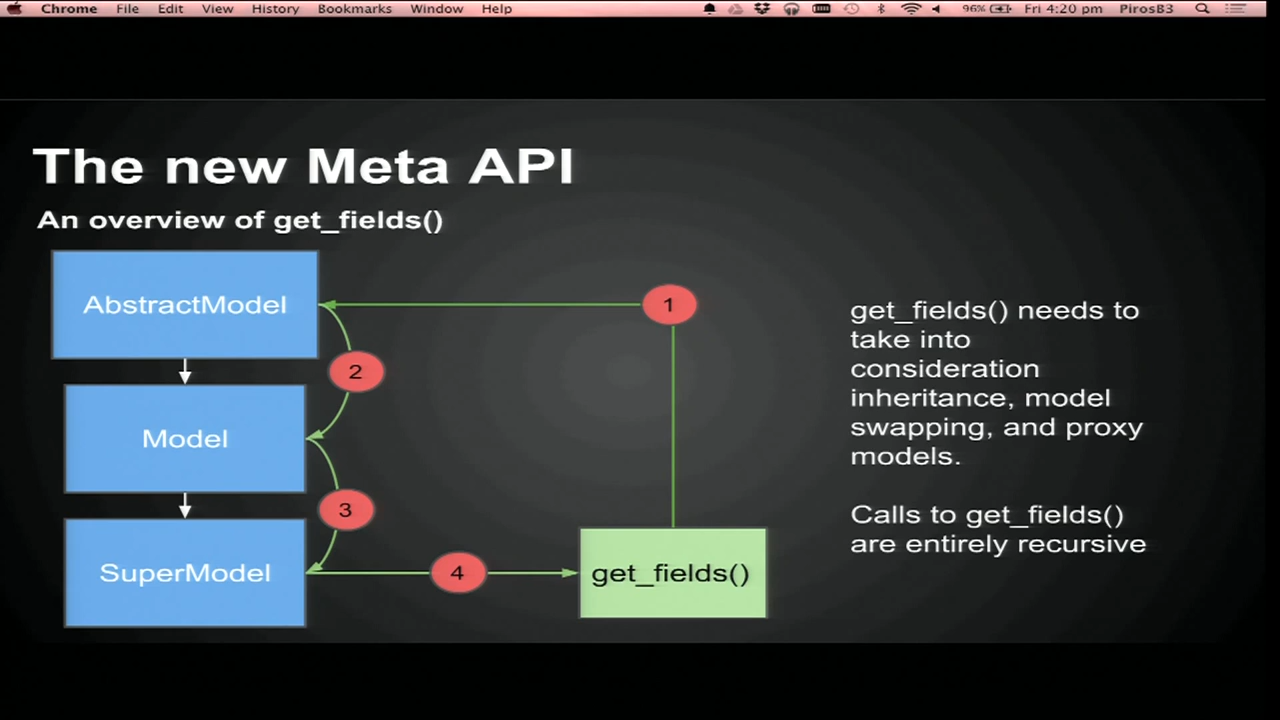 Chrome File Edit View History Bookmarks Window Help 96% Fri 4:20 pm PirosB3
The new Meta API
An overview of get_fields()
AbstractModel
1
2
Model
3
SuperModel
4
get_fields()
get_fields() needs to
take into
consideration
inheritance, model
swapping, and proxy
models.
Calls to get_fields()
are entirely recursive